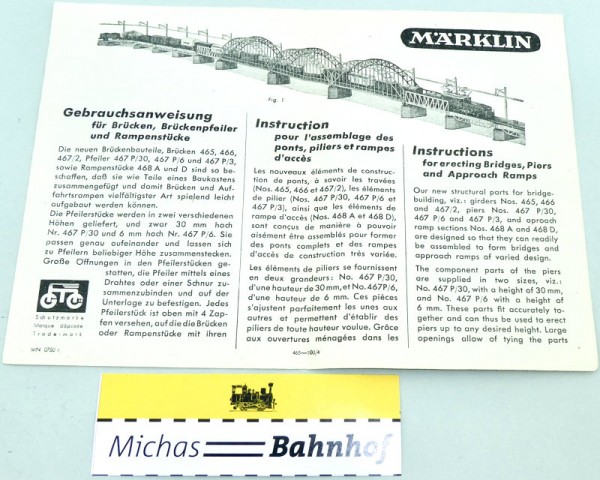 MÄRKLIN
Fig. 1
Gebrauchsanweisung
für Brücken, Brückenpfeiler
und Rampenstücke
Die neuen Brückenbauteile, Brücken 465, 466,
467/2, Pfeiler 467 P/30, 467 P/6 und 467 P/3,
sowie Rampenstücke 468 A und D sind so be-
schaffen, daß sie wie Teile eines Baukastens
zusammengefügt und damit Brücken und Auf-
fahrtsrampen vielfältigster Art spielend leicht
aufgebaut werden können.
Die Pfeilerstücke werden in zwei verschiedenen
Höhen geliefert, und zwar 30 mm hoch
Nr. 467 P/30 und 6 mm hoch Nr. 467 P/6. Sie
passen genau aufeinander und lassen sich
zu Pfeilern beliebiger Höhe zusammenstecken.
Große Öffnungen in den Pfeilerstücken ge-
statten, die Pfeiler mittels eines
Drahtes oder einer Schnur zu-
sammenzubinden und auf der
Unterlage zu befestigen. Jedes
Pfeilerstück ist oben mit 4 Zap-
fen versehen, auf die die Brücken
oder Rampenstücke mit ihren
Schutzmarke
Marque déposée
Trademark
Instruction
pour l'assemblage des
ponts, piliers et rampes
d'accès
Les nouveaux éléments de construc-
tion de ponts, à savoir les travées
(Nos. 465, 466 et 467/2), les éléments
de pilier (Nos. 467 P/30, 467 P/6 et
467 P/3), ainsi que les éléments de
rampe d'accès (Nos. 468 A et 468 D),
sont conçus de manière à pouvoir
aisément être assemblés pour former
des ponts complets et des rampes
d'accès de construction très variée.
Les éléments de piliers se fournissent
en deux grandeurs: No. 467 P/30,
d'une hauteur de 30 mm, et No. 467 P/6,
d'une hauteur de 6 mm. Ces pièces
s'ajustent parfaitement les unes aux
autres et permettent d'établir des
piliers de toute hauteur voulue. Grâce
aux ouvertures ménagées dans les
465—100/4
Instructions
for erecting Bridges, Piers
and Approach Ramps
Our new structural parts for bridge-
building, viz.: girders Nos. 465, 466
and 467/2, piers Nos. 467 P/30,
467 P/6 and 467 P/3, and aproach
ramp sections Nos. 468 A and 468 D,
are designed so that they can readily
be assembled to form bridges and
approach ramps of varied design.
The component parts of the piers
are supplied in two sizes, viz.:
No. 467 P/30, with a height of 30 mm,
and No. 467 P/6 with a height of
6 mm. These parts fit accurately to-
gether and can thus be used to erect
piers up to any desired height. Large
openings allow of tying the parts
Michas Bahnhof